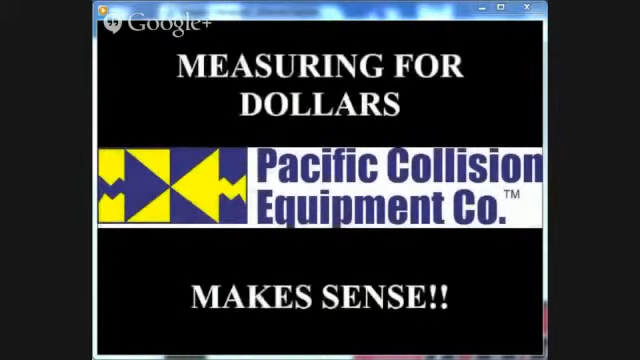 Google+
MEASURING FOR
DOLLARS
Pacific Collision
Equipment Co.™
MAKES SENSE!!